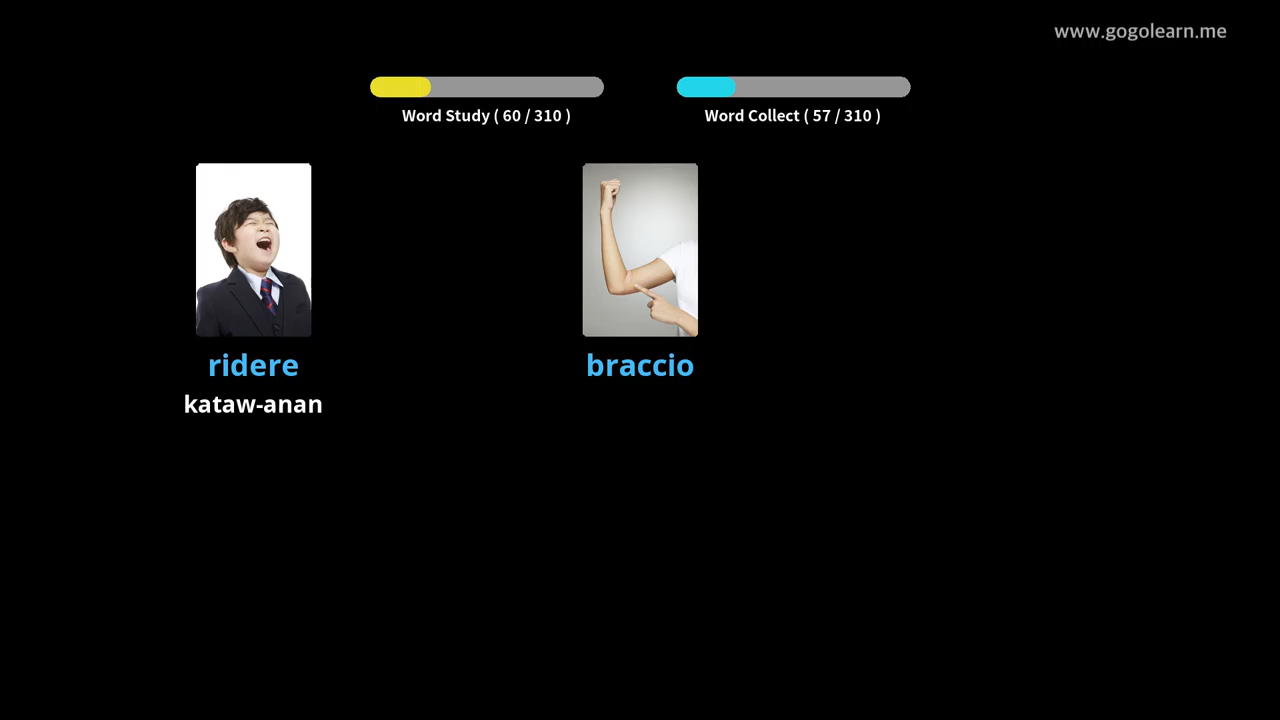 www.gogolearn.me
Word Study ( 60 / 310 )
Word Collect ( 57 / 310 )
ridere
braccio
kataw-anan